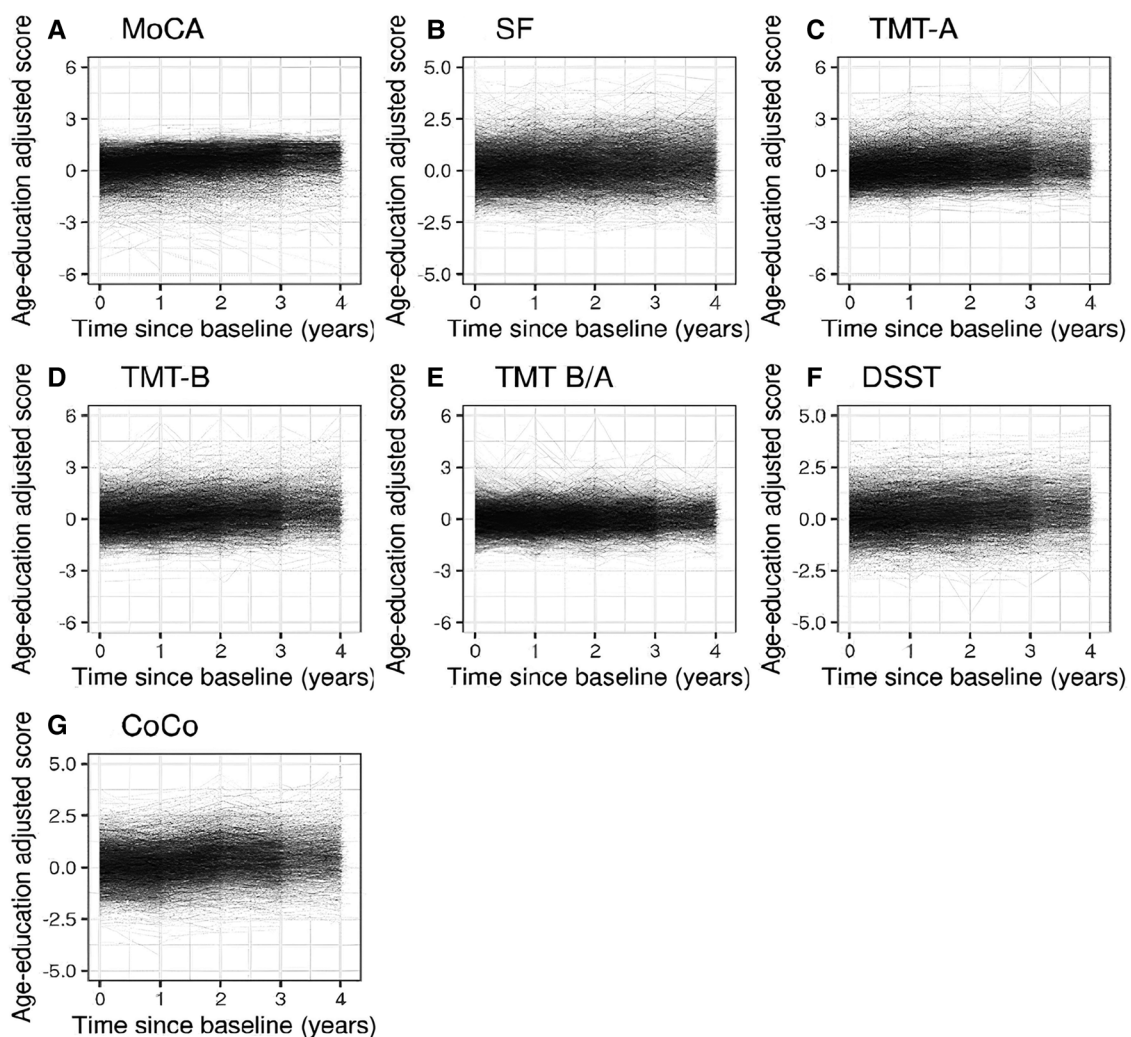 A MoCA
Age-education adjusted score
6
3
0
-3
-6
0 1 2 3 4
Time since baseline (years)
B SF
Age-education adjusted score
5.0
2.5
0.0
-2.5
-5.0
0 1 2 3 4
Time since baseline (years)
C TMT-A
Age-education adjusted score
6
3
0
-3
-6
0 1 2 3 4
Time since baseline (years)
D TMT-B
Age-education adjusted score
6
3
0
-3
-6
0 1 2 3 4
Time since baseline (years)
E TMT B/A
Age-education adjusted score
6
3
0
-3
-6
0 1 2 3 4
Time since baseline (years)
F DSST
Age-education adjusted score
5.0
2.5
0.0
-2.5
-5.0
0 1 2 3 4
Time since baseline (years)
G CoCo
Age-education adjusted score
5.0
2.5
0.0
-2.5
-5.0
0 1 2 3 4
Time since baseline (years)